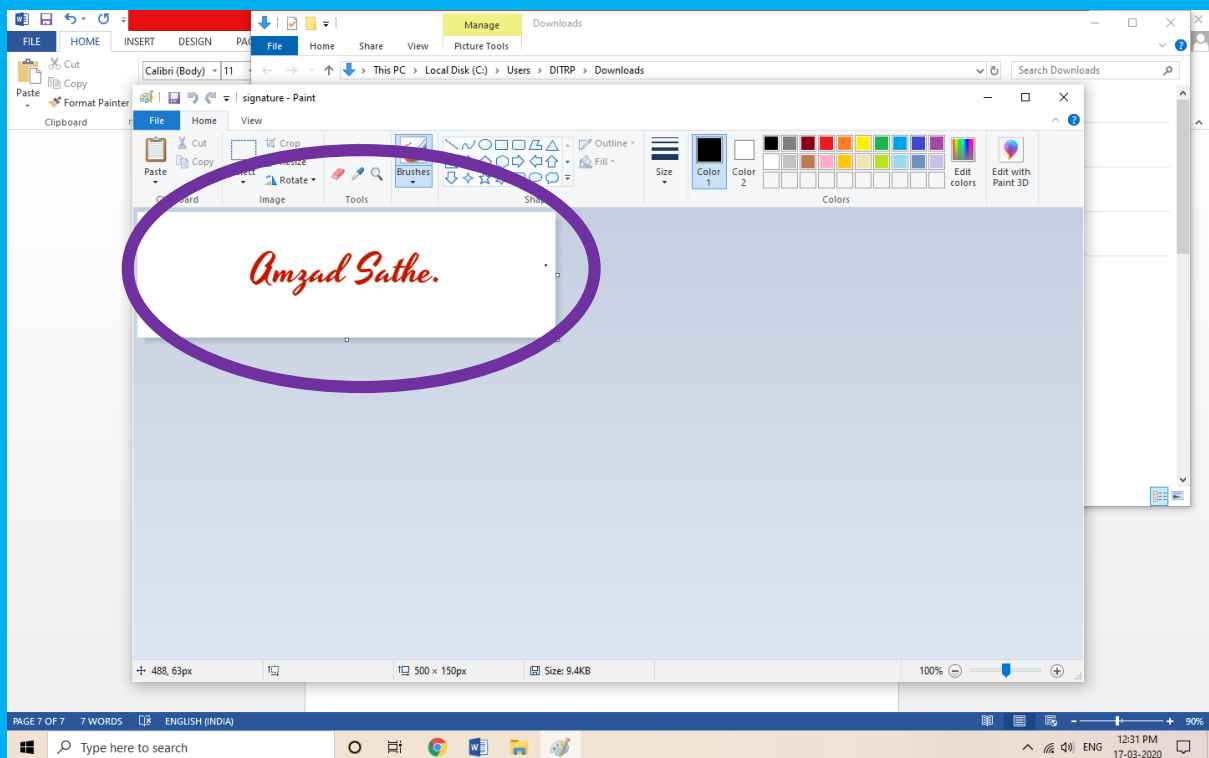 FILE HOME INSERT DESIGN PA
Manage Downloads
File Home Share View Picture Tools
Cut
Copy
Format Painter
Paste
Clipboard
Calibri (Body) 11
This PC > Local Disk (C:) > Users > DITRP > Downloads
Search Downloads
signature - Paint
File Home View
Paste
Cut
Copy
Crop
Rotate
Image
Tools
Brushes
Outline
Fill
Size
Color 1
Color 2
Edit colors
Edit with Paint 3D
Colors
Amzad Sathe.
488, 63px
500 × 150px
Size: 9.4KB
100%
PAGE 7 OF 7 7 WORDS ENGLISH (INDIA)
90%
Type here to search
ENG
12:31 PM
17-03-2020